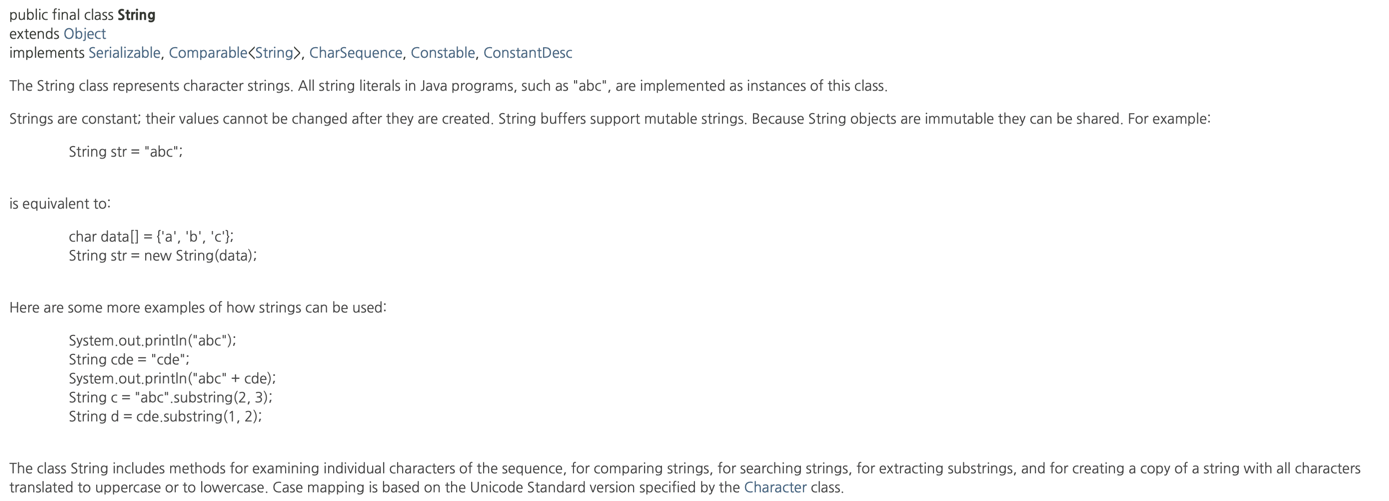 public final class String
extends Object
implements Serializable, Comparable<String>, CharSequence, Constable, ConstantDesc
The String class represents character strings. All string literals in Java programs, such as "abc", are implemented as instances of this class.
Strings are constant; their values cannot be changed after they are created. String buffers support mutable strings. Because String objects are immutable they can be shared. For example:
String str = "abc";
is equivalent to:
char data[] = {'a', 'b', 'c'};
String str = new String(data);
Here are some more examples of how strings can be used:
System.out.println("abc");
String cde = "cde";
System.out.println("abc" + cde);
String c = "abc".substring(2, 3);
String d = cde.substring(1, 2);
The class String includes methods for examining individual characters of the sequence, for comparing strings, for searching strings, for extracting substrings, and for creating a copy of a string with all characters
translated to uppercase or to lowercase. Case mapping is based on the Unicode Standard version specified by the Character class.